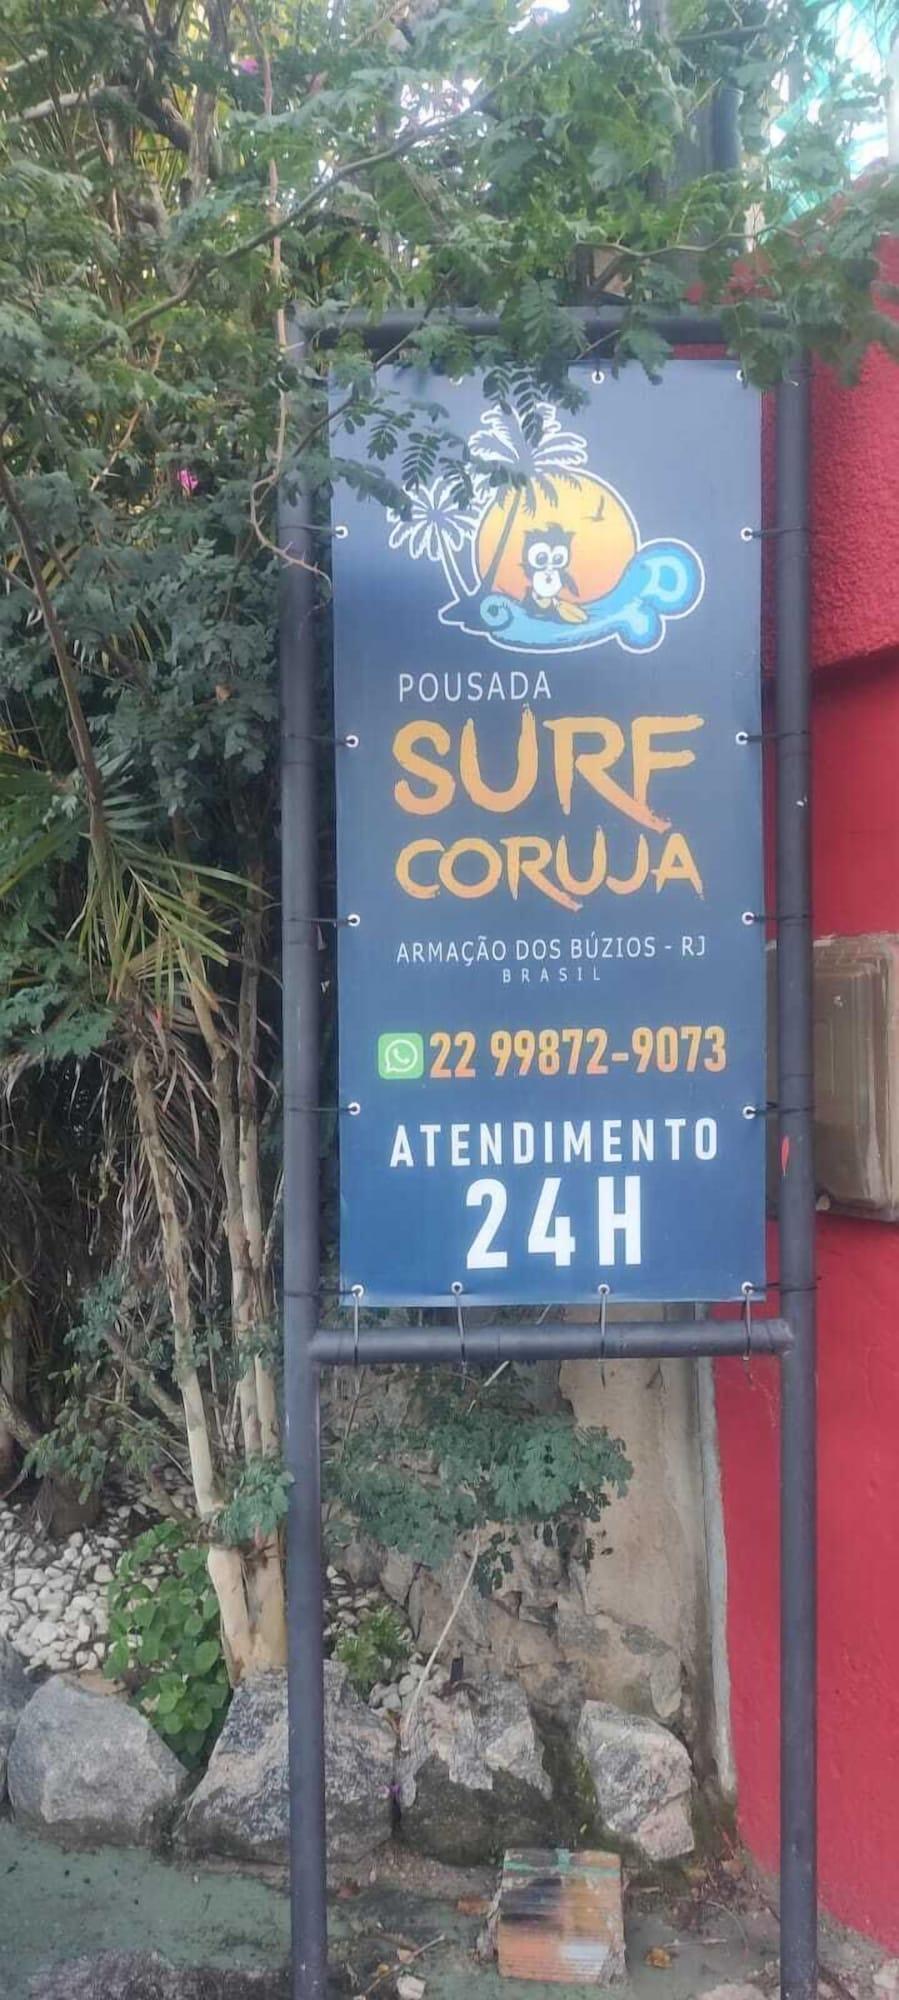 POUSADA
SURF
CORUJA
ARMAÇÃO DOS BÚZIOS - RJ
BRASIL
22 99872-9073
ATENDIMENTO
24H